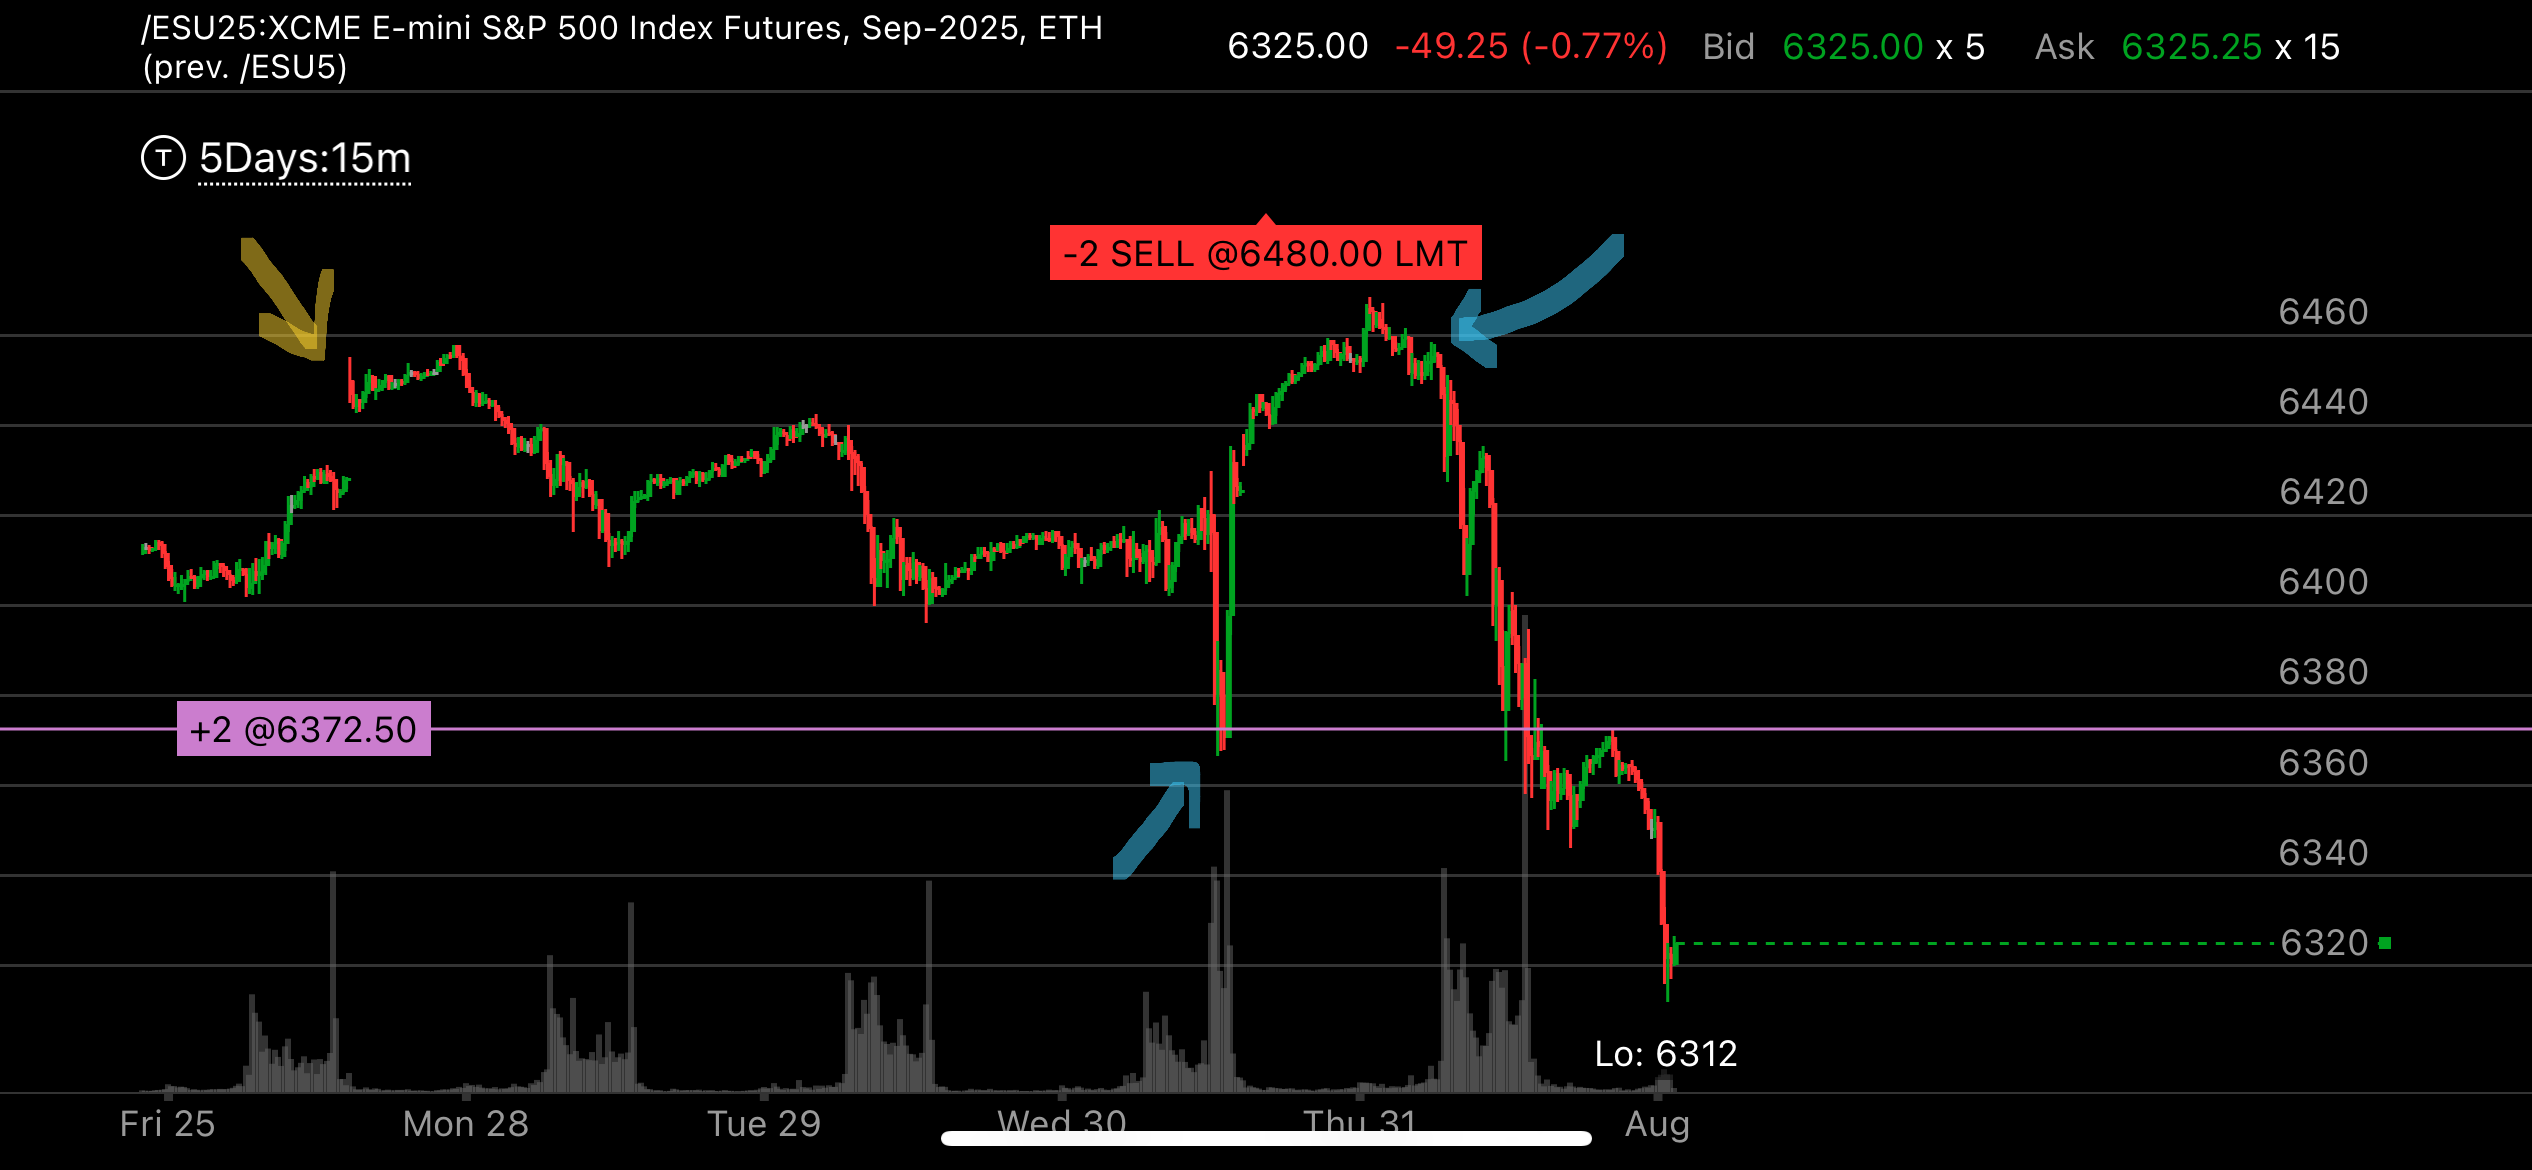 /ESU25:XCME E-mini S&P 500 Index Futures, Sep-2025, ETH
(prev. /ESU5)
6325.00 -49.25 (-0.77%) Bid 6325.00 x 5 Ask 6325.25 x 15
T 5Days:15m
-2 SELL @6480.00 LMT
6460
6440
6420
6400
6380
+2 @6372.50
6360
6340
6320
Lo: 6312
Fri 25 Mon 28 Tue 29 Wed 30 Thu 31 Aug